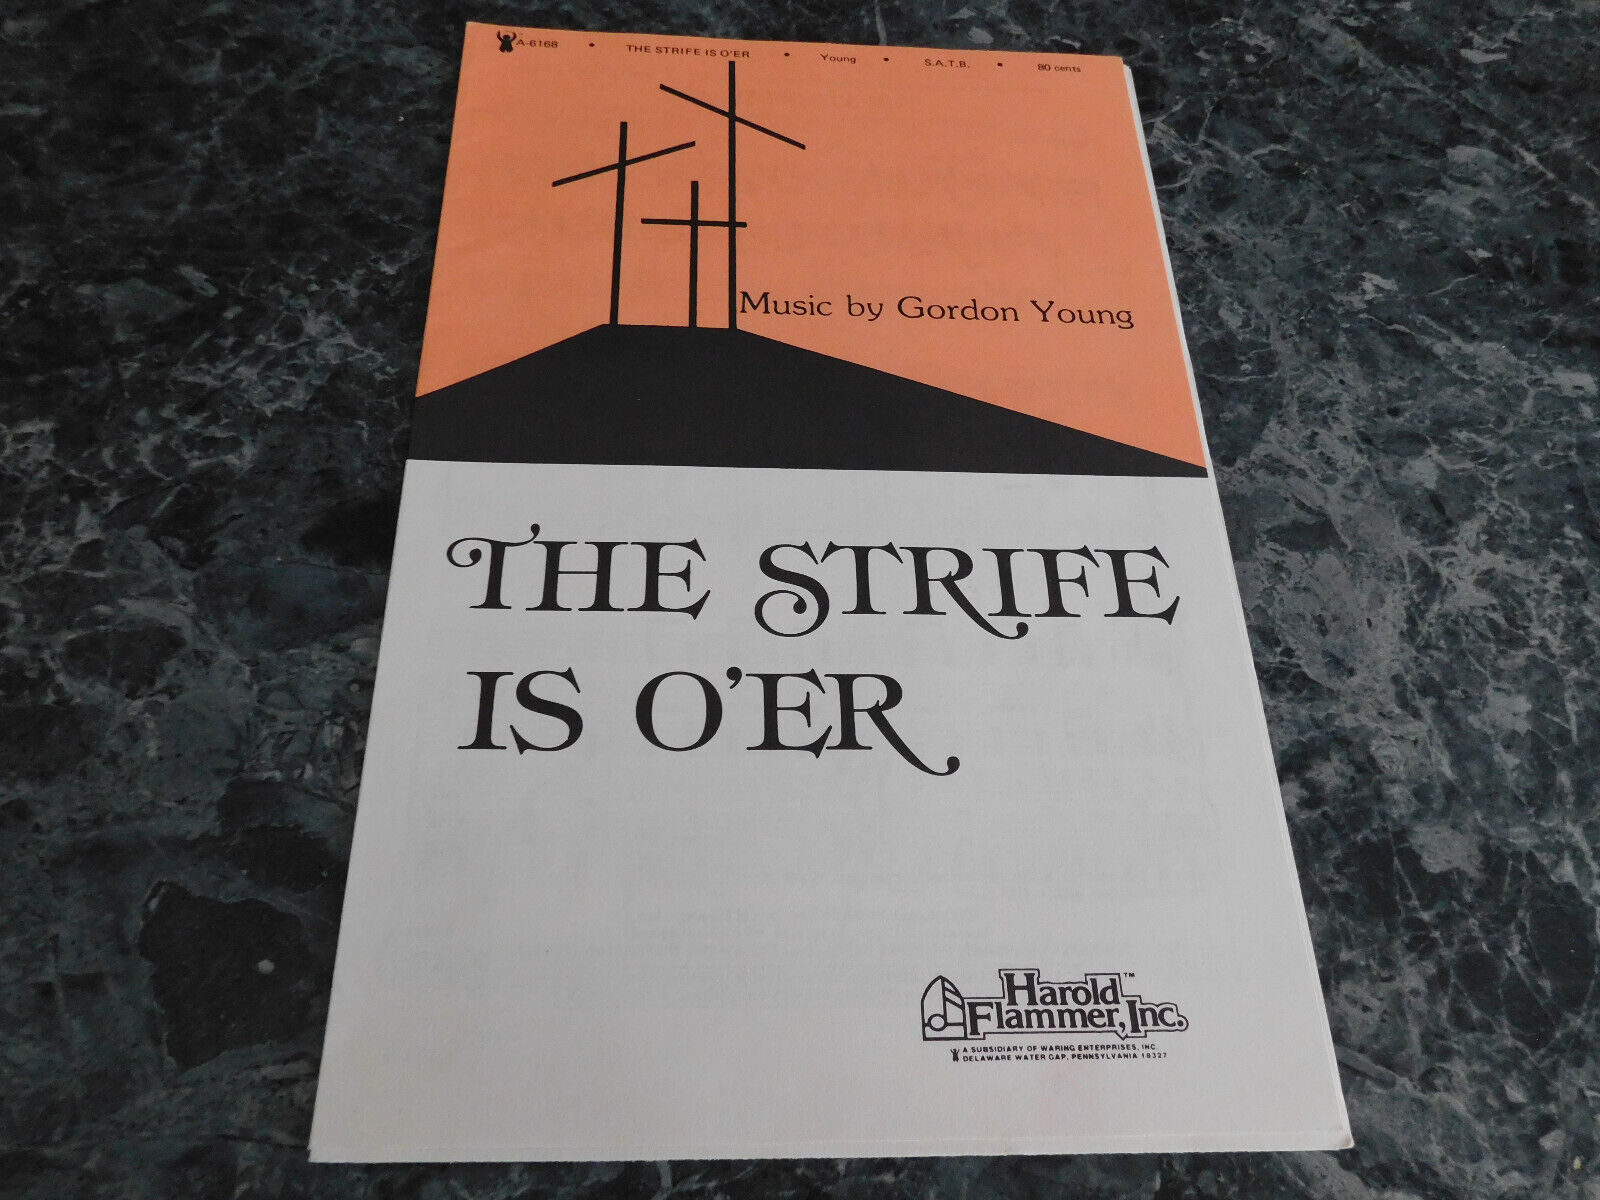 A-6168 • THE STRIFE IS O'ER • Young • S.A.T.B. • 80 cents
Music by Gordon Young
THE STRIFE
IS O'ER
Harold™
Flammer, Inc.
A SUBSIDIARY OF WARING ENTERPRISES, INC.
DELAWARE WATER GAP, PENNSYLVANIA 18327